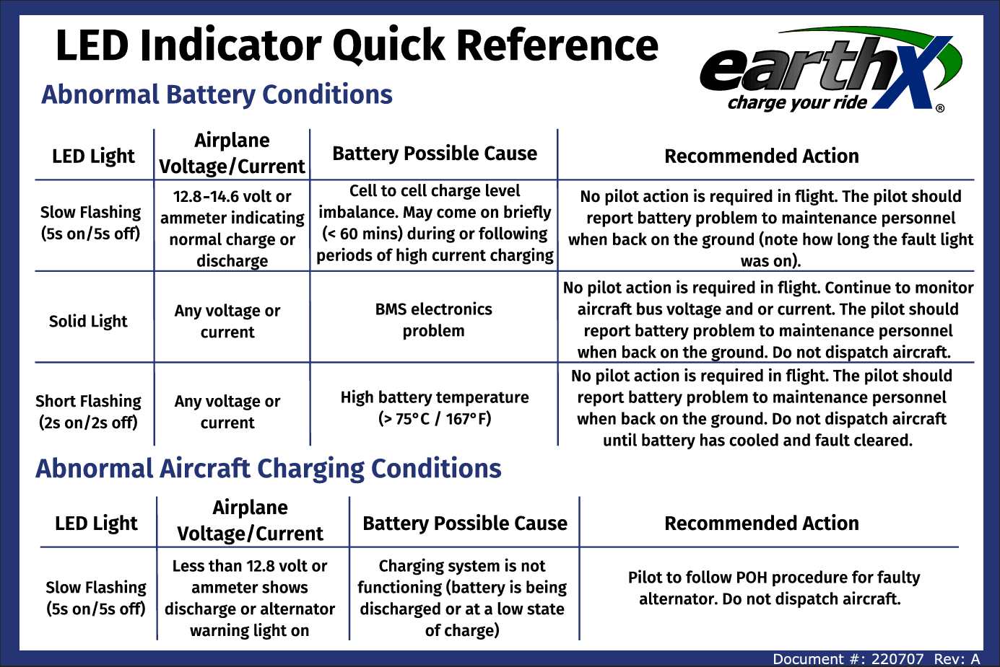 LED Indicator Quick Reference
earthX
charge your ride
®
Abnormal Battery Conditions
LED Light
Airplane
Voltage/Current
Battery Possible Cause
Recommended Action
Slow Flashing
(5s on/5s off)
12.8-14.6 volt or
ammeter indicating
normal charge or
discharge
Cell to cell charge level
imbalance. May come on briefly
(< 60 mins) during or following
periods of high current charging
No pilot action is required in flight. The pilot should
report battery problem to maintenance personnel
when back on the ground (note how long the fault light
was on).
Solid Light
Any voltage or
current
BMS electronics
problem
No pilot action is required in flight. Continue to monitor
aircraft bus voltage and or current. The pilot should
report battery problem to maintenance personnel
when back on the ground. Do not dispatch aircraft.
Short Flashing
(2s on/2s off)
Any voltage or
current
High battery temperature
(> 75°C / 167°F)
No pilot action is required in flight. The pilot should
report battery problem to maintenance personnel
when back on the ground. Do not dispatch aircraft
until battery has cooled and fault cleared.
Abnormal Aircraft Charging Conditions
LED Light
Airplane
Voltage/Current
Battery Possible Cause
Recommended Action
Slow Flashing
(5s on/5s off)
Less than 12.8 volt or
ammeter shows
discharge or alternator
warning light on
Charging system is not
functioning (battery is being
discharged or at a low state
of charge)
Pilot to follow POH procedure for faulty
alternator. Do not dispatch aircraft.
Document #: 220707 Rev: A